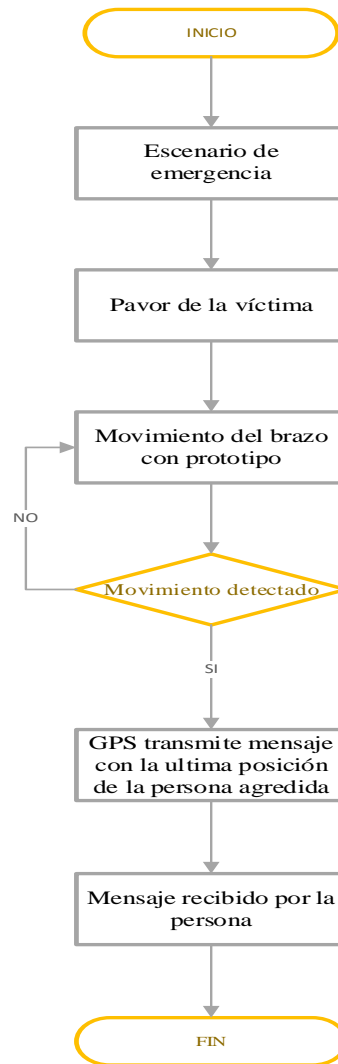 INICIO
Escenario de
emergencia
Pavor de la víctima
Movimiento del brazo
con prototipo
NO
Movimiento detectado
SI
GPS transmite mensaje
con la ultima posición
de la persona agredida
Mensaje recibido por la
persona
FIN